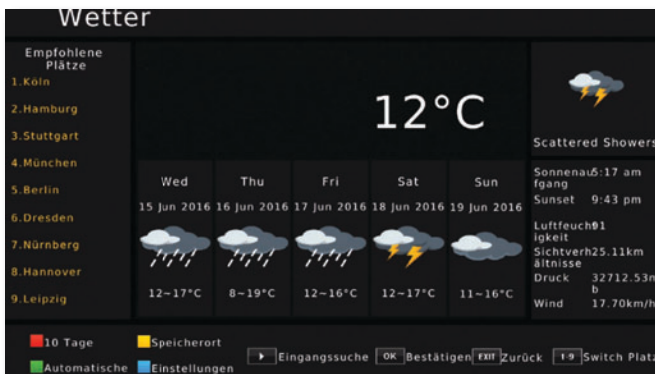 Wetter
Empfohlene
Plätze
1.Köln
2.Hamburg
3.Stuttgart
4.München
5.Berlin
6.Dresden
7.Nürnberg
8.Hannover
9.Leipzig
12°C
Scattered Showers
Wed
15 Jun 2016
12~17°C
Thu
16 Jun 2016
8~19°C
Fri
17 Jun 2016
12~16°C
Sat
18 Jun 2016
12~17°C
Sun
19 Jun 2016
11~16°C
Sonnenau 5:17 am
fgang
Sunset 9:43 pm
Luftfeucht 91
igkeit
Sichtverh 25.11km
ältnisse
Druck 32712.53m
b
Wind 17.70km/h
10 Tage
Speicherort
Automatische
Einstellungen
Eingangssuche
OK Bestätigen
EXIT Zurück
1-9 Switch Platz